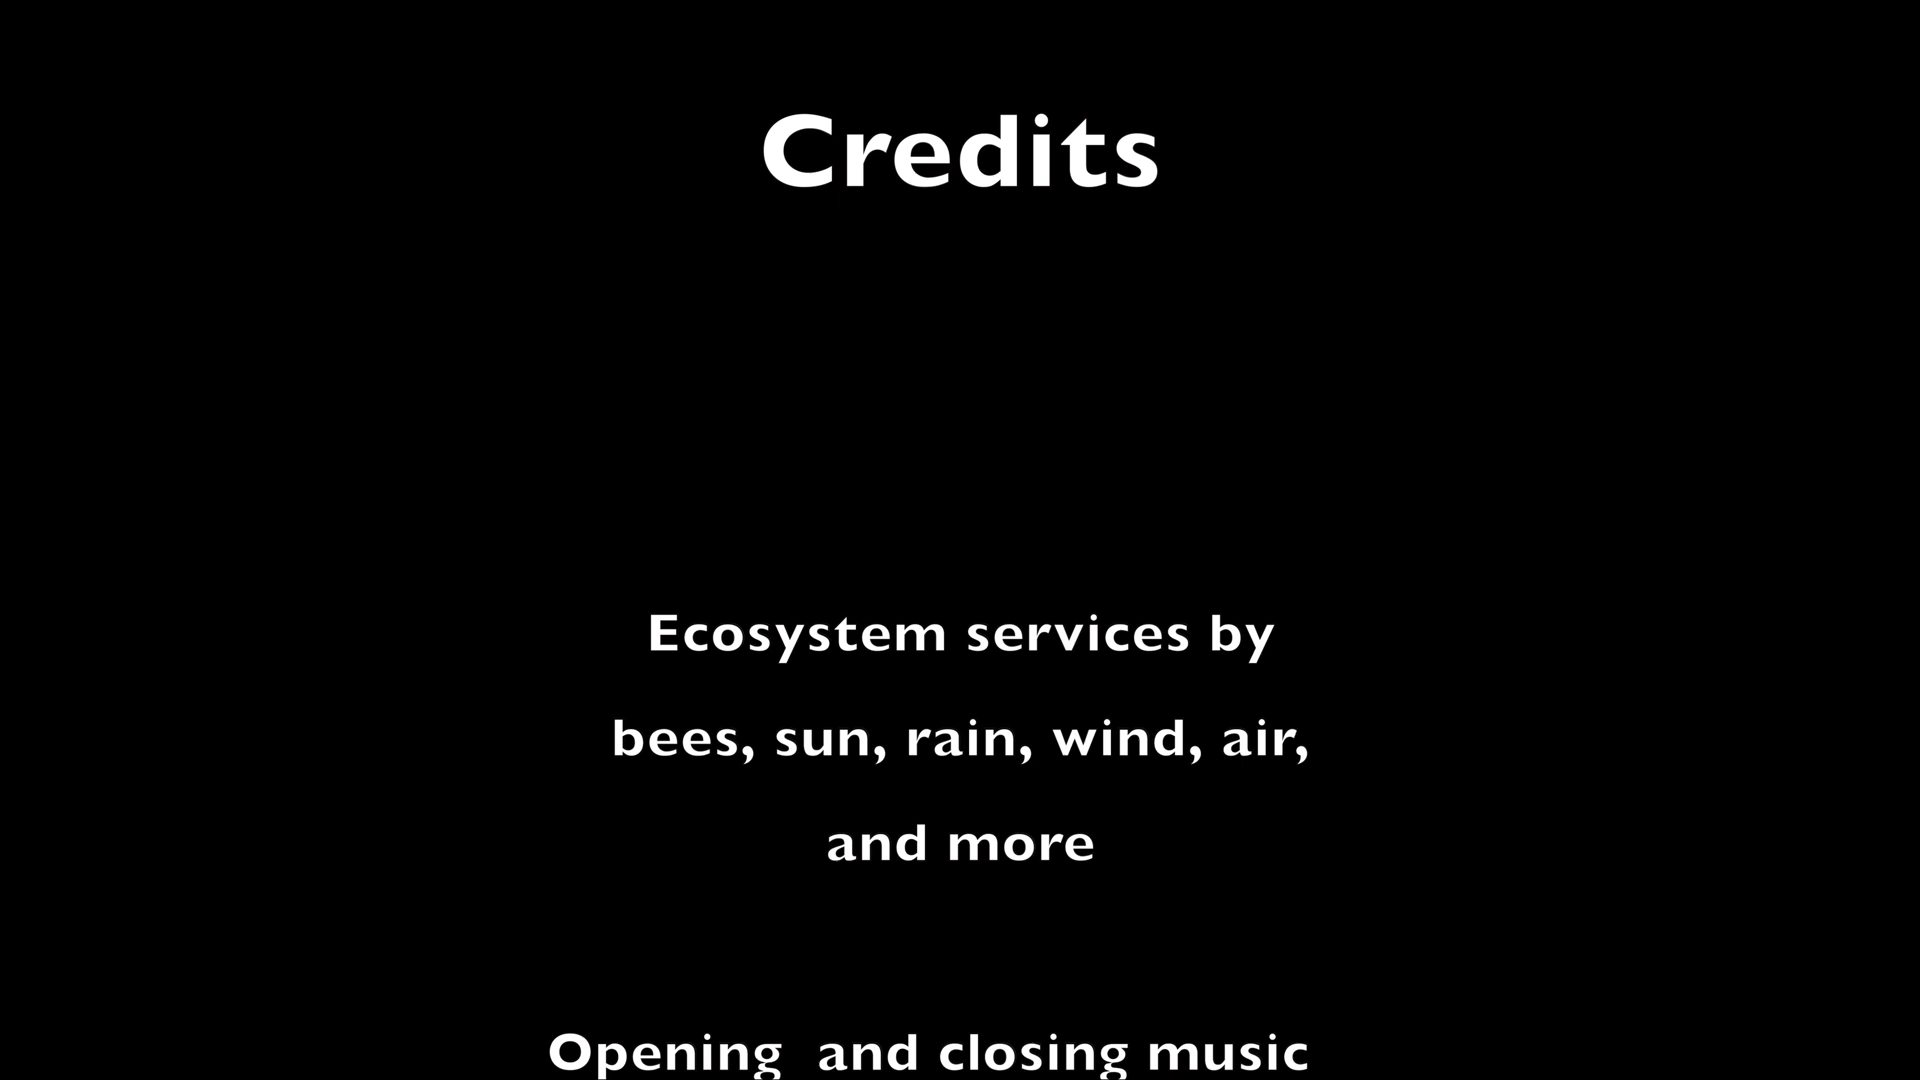 Credits
Ecosystem services by
bees, sun, rain, wind, air,
and more
Opening  and closing music